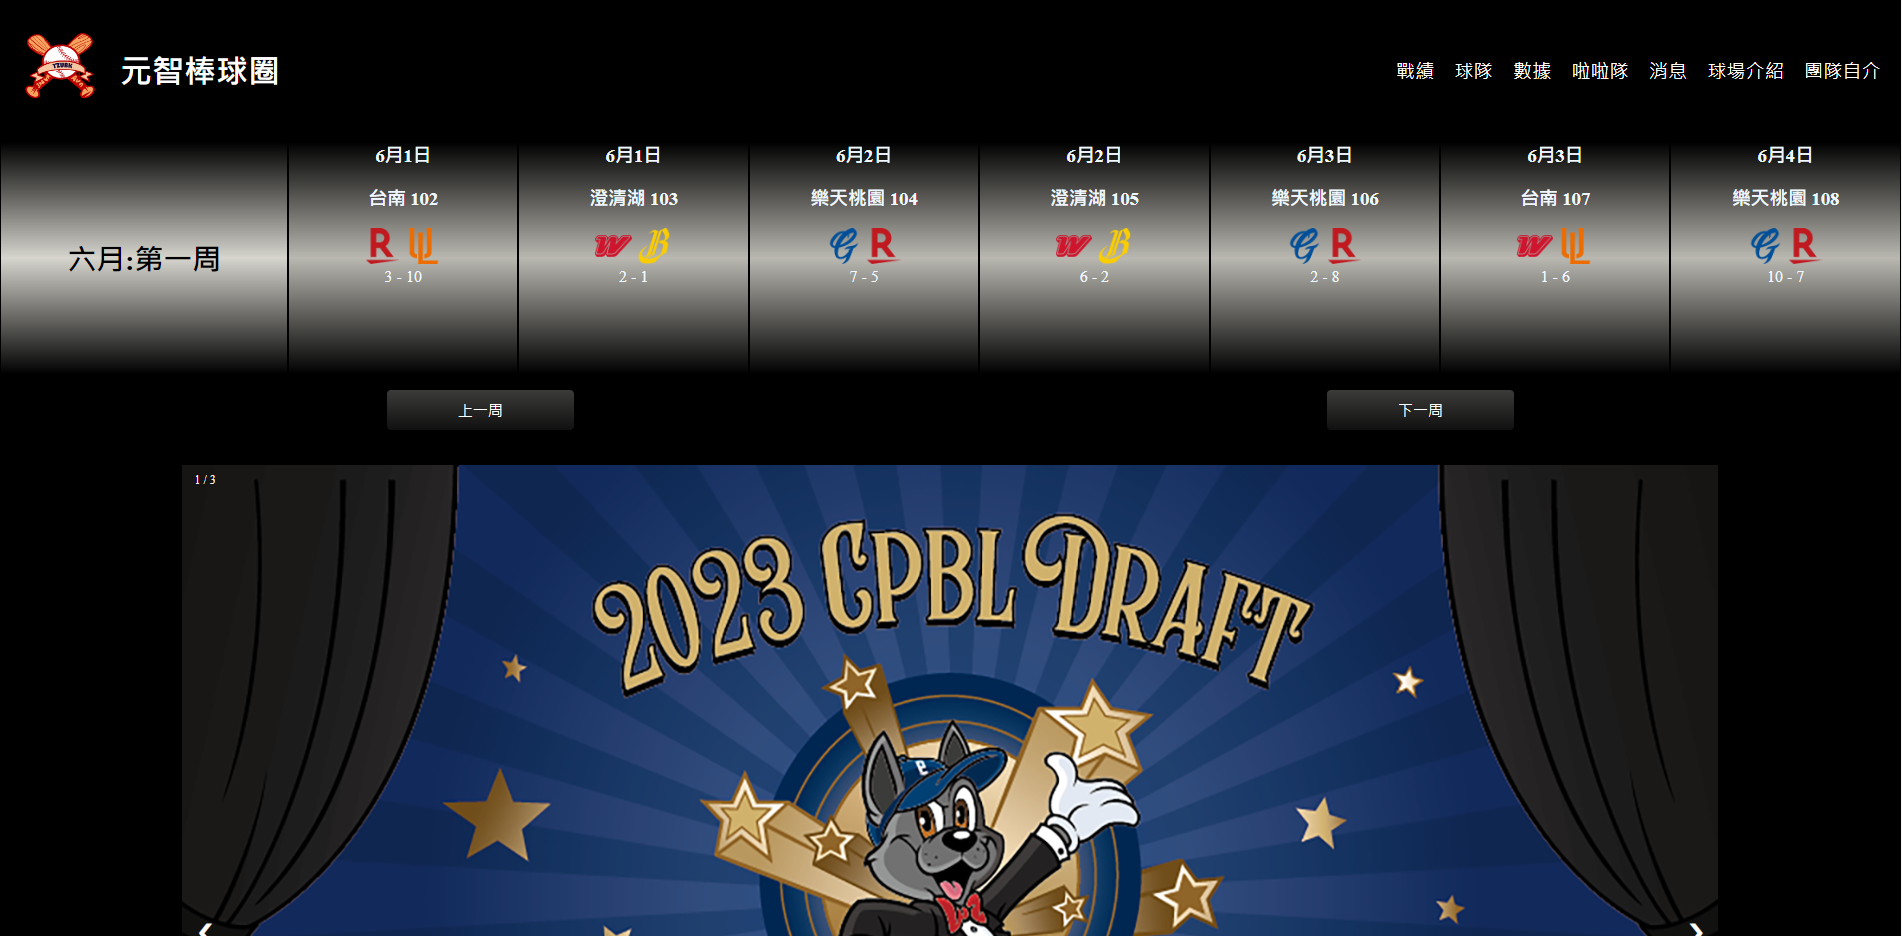 元智棒球圈
戰績 球隊 數據 啦啦隊 消息 球場介紹 團隊自介
六月:第一周
6月1日
台南 102
3 - 10
6月1日
澄清湖 103
2 - 1
6月2日
樂天桃園 104
7 - 5
6月2日
澄清湖 105
6 - 2
6月3日
樂天桃園 106
2 - 8
6月3日
台南 107
1 - 6
6月4日
樂天桃園 108
10 - 7
上一周
下一周
1 / 3
2023 CPBL DRAFT